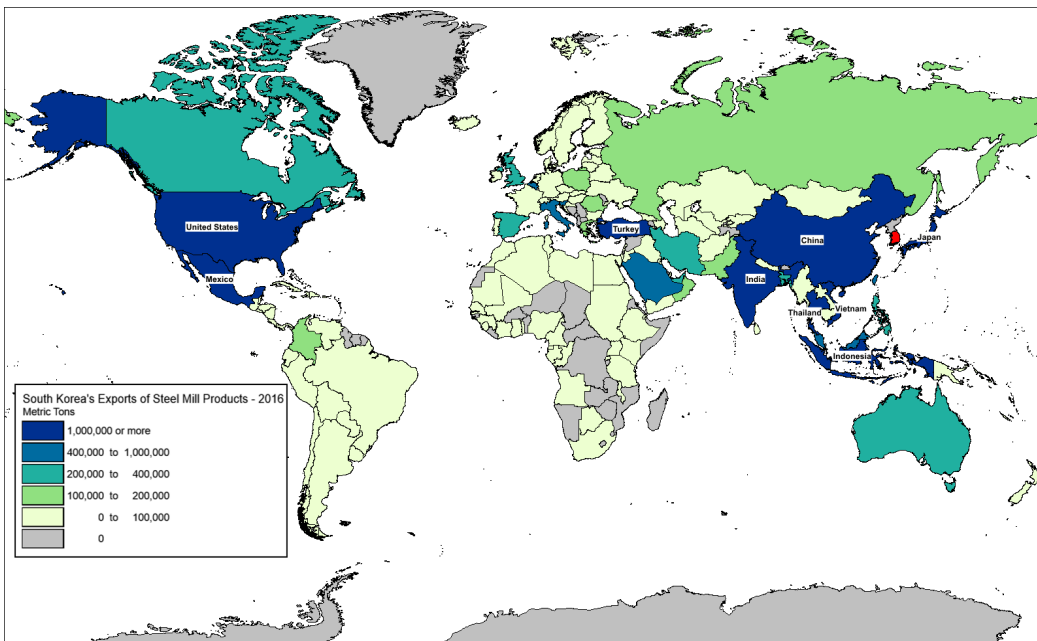 United States
Mexico
Turkey
China
Japan
India
Thailand
Vietnam
Indonesia
South Korea's Exports of Steel Mill Products - 2016
Metric Tons
1,000,000 or more
400,000 to 1,000,000
200,000 to 400,000
100,000 to 200,000
0 to 100,000
0